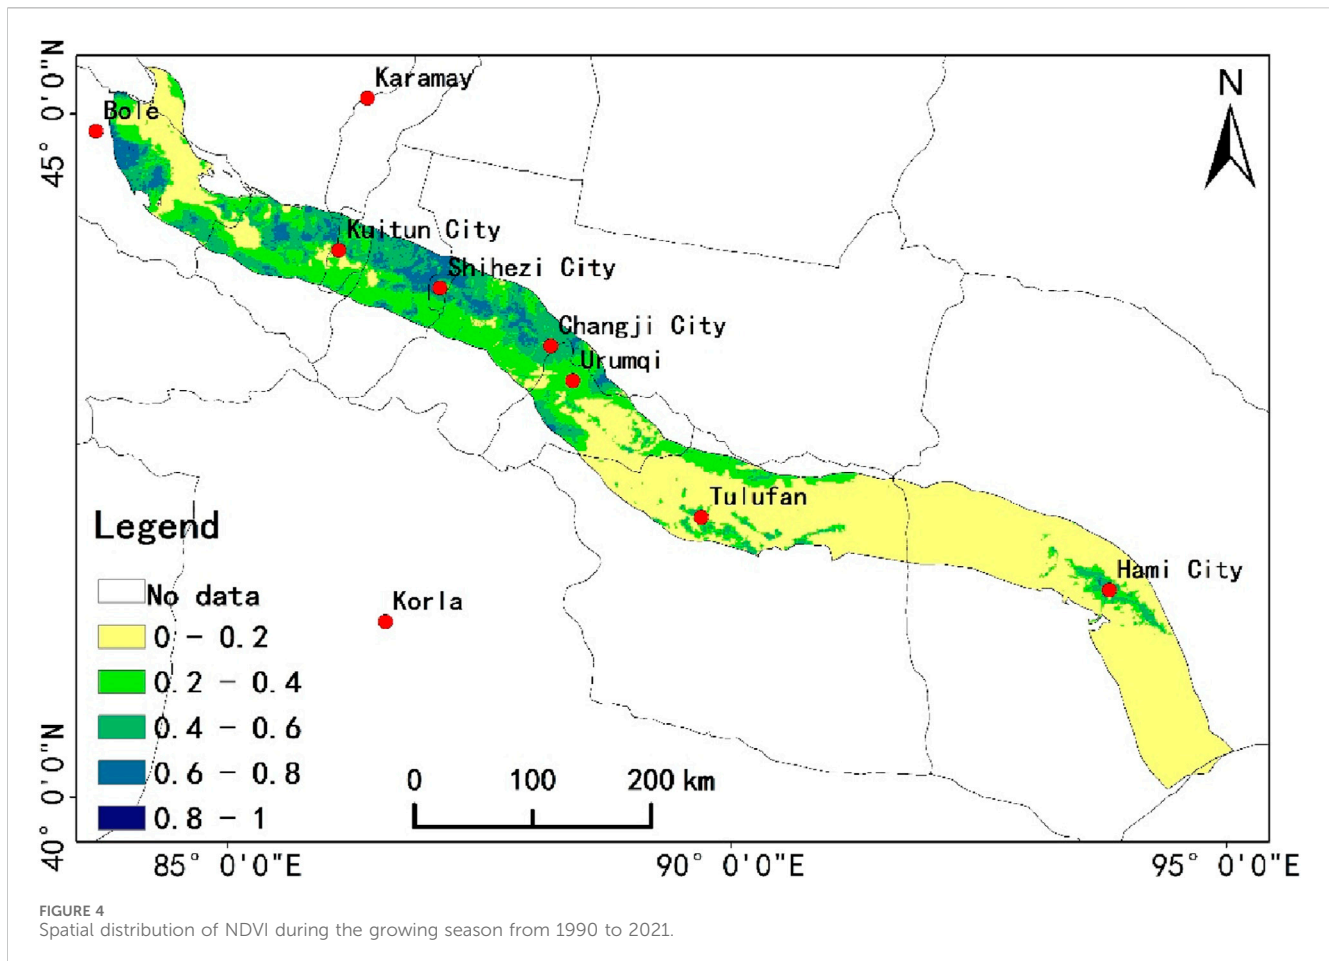 45° 0'0"N
Karamay
Bole
N
Kuitun City
Shihezi City
Changji City
Urumqi
Tulufan
Hami City
Korla
Legend
No data
0 - 0.2
0.2 - 0.4
0.4 - 0.6
0.6 - 0.8
0.8 - 1
0 100 200 km
40° 0'0"N
85° 0'0"E 90° 0'0"E 95° 0'0"E
FIGURE 4
Spatial distribution of NDVI during the growing season from 1990 to 2021.